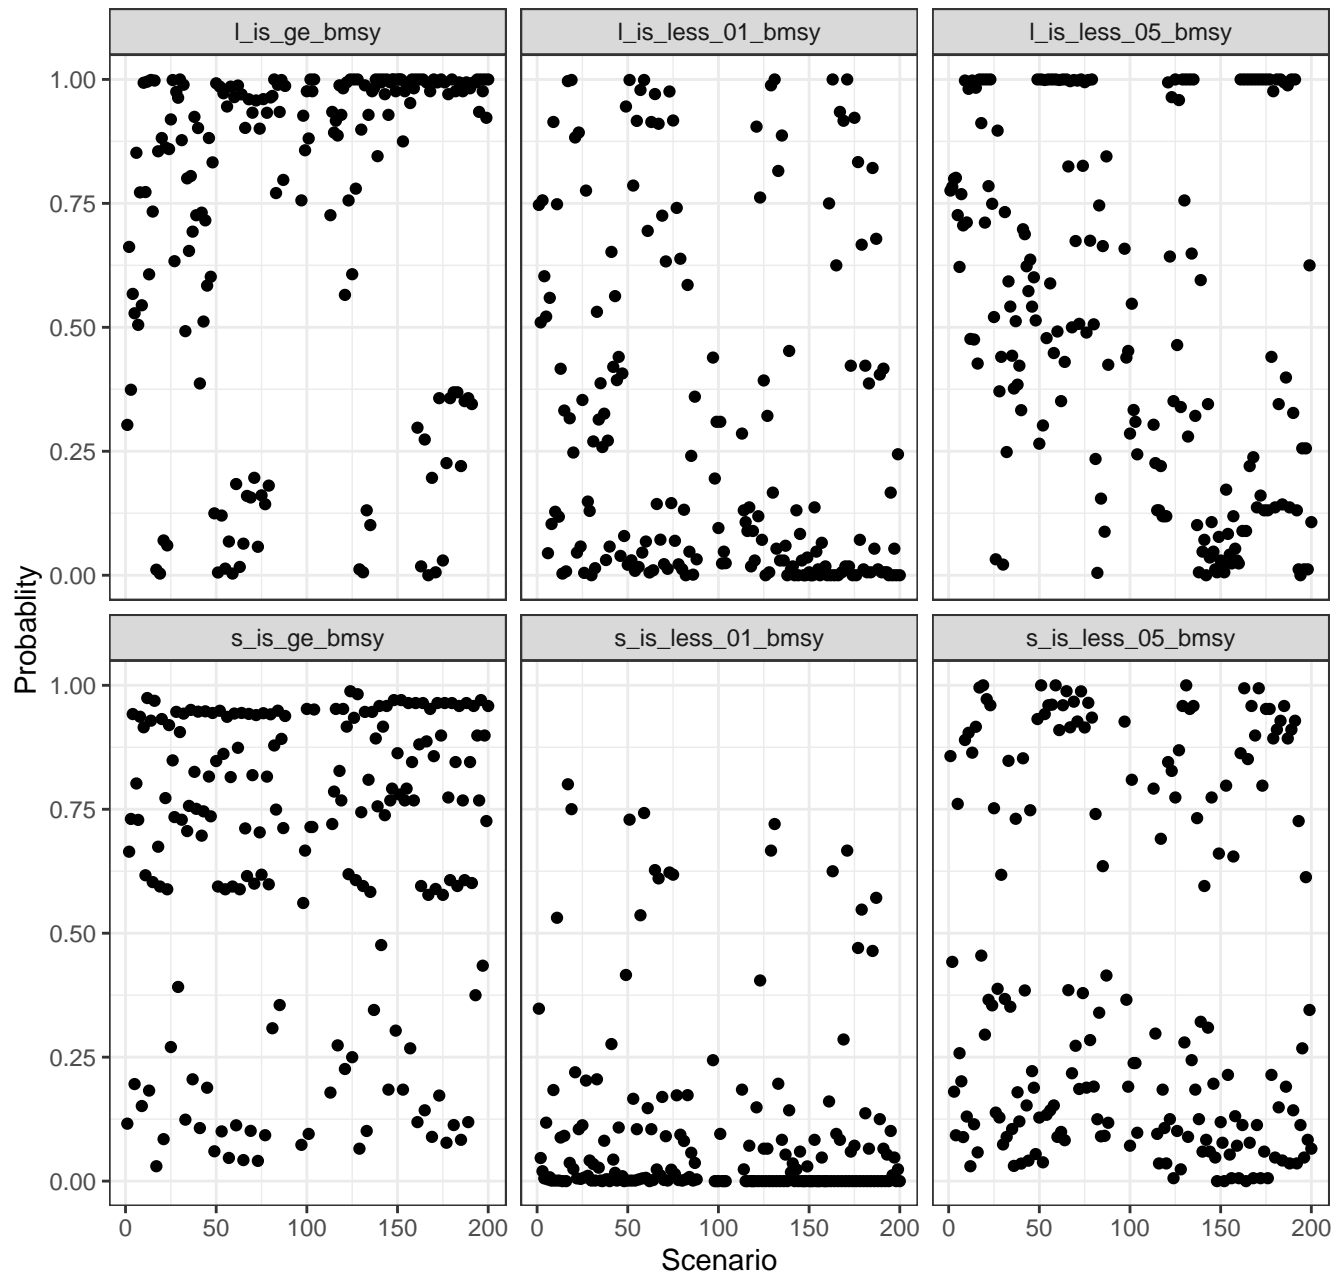 l_is_ge_bmsy l_is_less_01_bmsy l_is_less_05_bmsy
1.00
0.75
0.50
0.25
0.00
Probablity
s_is_ge_bmsy s_is_less_01_bmsy s_is_less_05_bmsy
1.00
0.75
0.50
0.25
0.00
0 50 100 150 200 0 50 100 150 200 0 50 100 150 200
Scenario